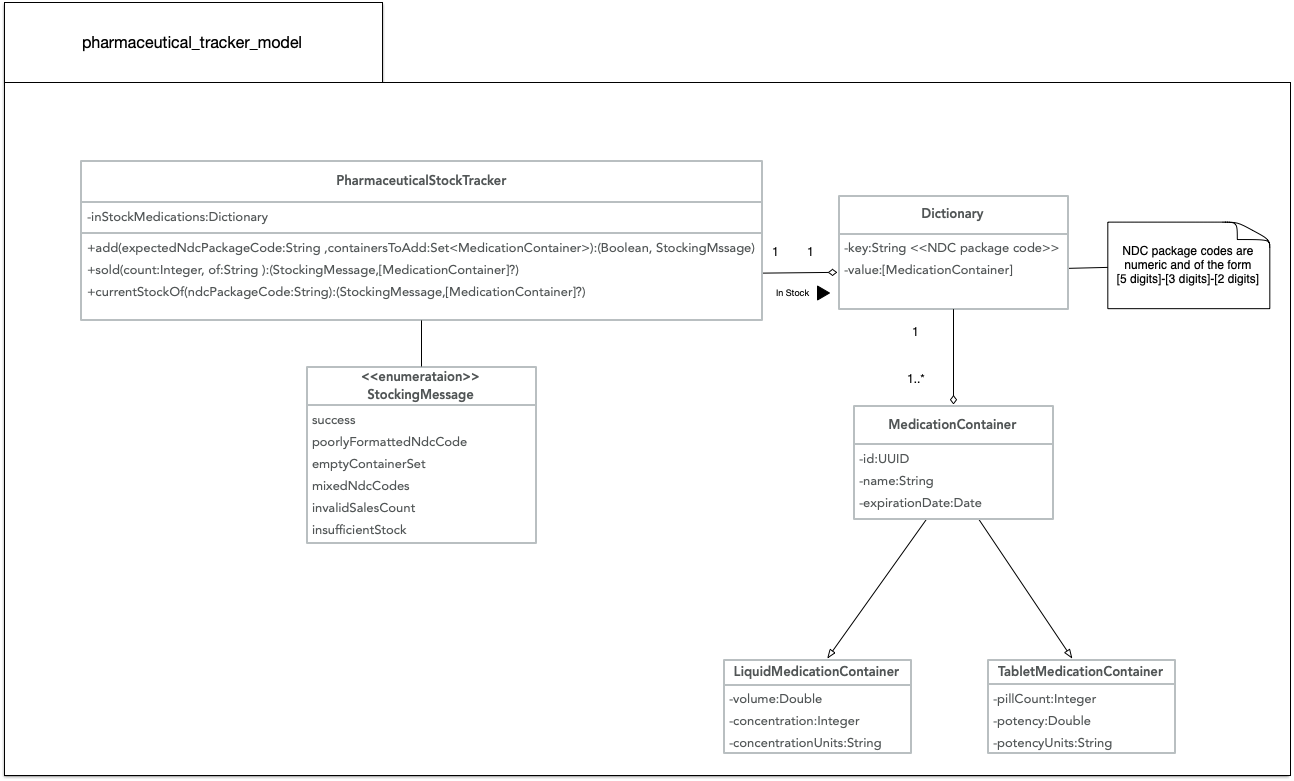 pharmaceutical_tracker_model
PharmaceuticalStockTracker
-inStockMedications:Dictionary
+add(expectedNdcPackageCode:String ,containersToAdd:Set<MedicationContainer>):(Boolean, StockingMssage)
+sold(count:Integer, of:String ):(StockingMessage,[MedicationContainer]?)
+currentStockOf(ndcPackageCode:String):(StockingMessage,[MedicationContainer]?)
1 1
In Stock
Dictionary
-key:String <<NDC package code>>
-value:[MedicationContainer]
NDC package codes are
numeric and of the form
[5 digits]-[3 digits]-[2 digits]
1
1..*
<<enumerataion>>
StockingMessage
success
poorlyFormattedNdcCode
emptyContainerSet
mixedNdcCodes
invalidSalesCount
insufficientStock
MedicationContainer
-id:UUID
-name:String
-expirationDate:Date
LiquidMedicationContainer
-volume:Double
-concentration:Integer
-concentrationUnits:String
TabletMedicationContainer
-pillCount:Integer
-potency:Double
-potencyUnits:String